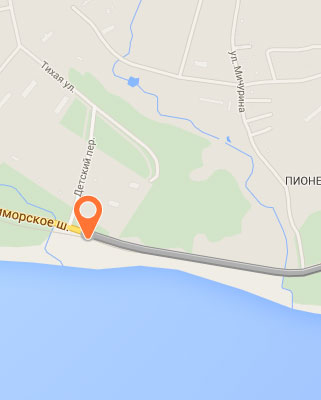 Тихая ул.
ул. Мичурина
Детский пер.
ПИОНЕ
ИМОРСКОЕ Ш.